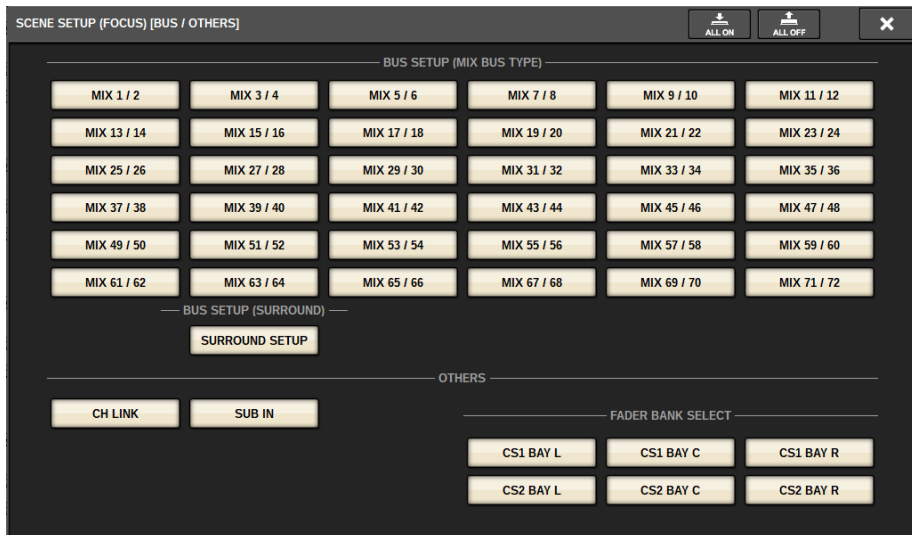 SCENE SETUP (FOCUS) [BUS / OTHERS]
ALL ON
ALL OFF
BUS SETUP (MIX BUS TYPE)
MIX 1 / 2 MIX 3 / 4 MIX 5 / 6 MIX 7 / 8 MIX 9 / 10 MIX 11 / 12
MIX 13 / 14 MIX 15 / 16 MIX 17 / 18 MIX 19 / 20 MIX 21 / 22 MIX 23 / 24
MIX 25 / 26 MIX 27 / 28 MIX 29 / 30 MIX 31 / 32 MIX 33 / 34 MIX 35 / 36
MIX 37 / 38 MIX 39 / 40 MIX 41 / 42 MIX 43 / 44 MIX 45 / 46 MIX 47 / 48
MIX 49 / 50 MIX 51 / 52 MIX 53 / 54 MIX 55 / 56 MIX 57 / 58 MIX 59 / 60
MIX 61 / 62 MIX 63 / 64 MIX 65 / 66 MIX 67 / 68 MIX 69 / 70 MIX 71 / 72
BUS SETUP (SURROUND)
SURROUND SETUP
OTHERS
CH LINK SUB IN
FADER BANK SELECT
CS1 BAY L CS1 BAY C CS1 BAY R
CS2 BAY L CS2 BAY C CS2 BAY R